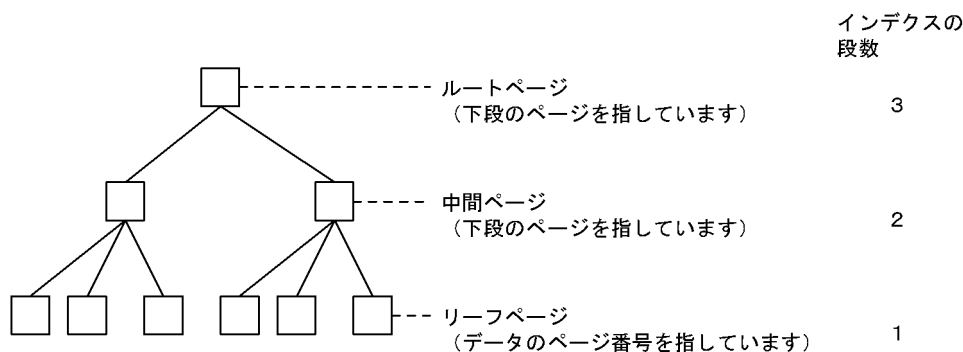 インデクスの
段数
ルートページ
（下段のページを指しています）
3
中間ページ
（下段のページを指しています）
2
リーフページ
（データのページ番号を指しています）
1